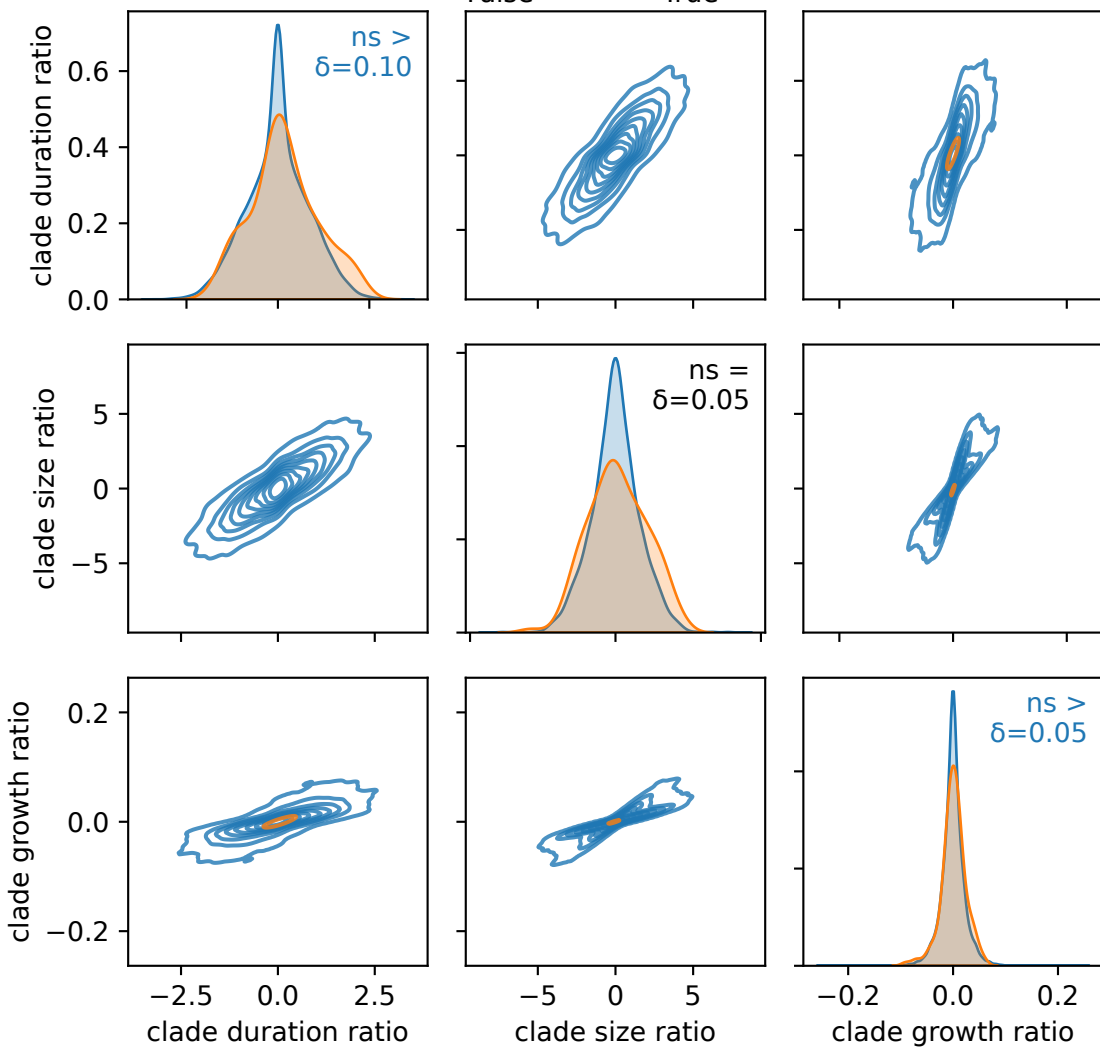 True
clade duration ratio
0.6
0.4
0.2
0.0
ns >
δ=0.10
clade size ratio
5
0
−5
ns =
δ=0.05
clade growth ratio
0.2
0.0
−0.2
ns >
δ=0.05
−2.5 0.0 2.5
−5 0 5
−0.2 0.0 0.2
clade duration ratio
clade size ratio
clade growth ratio